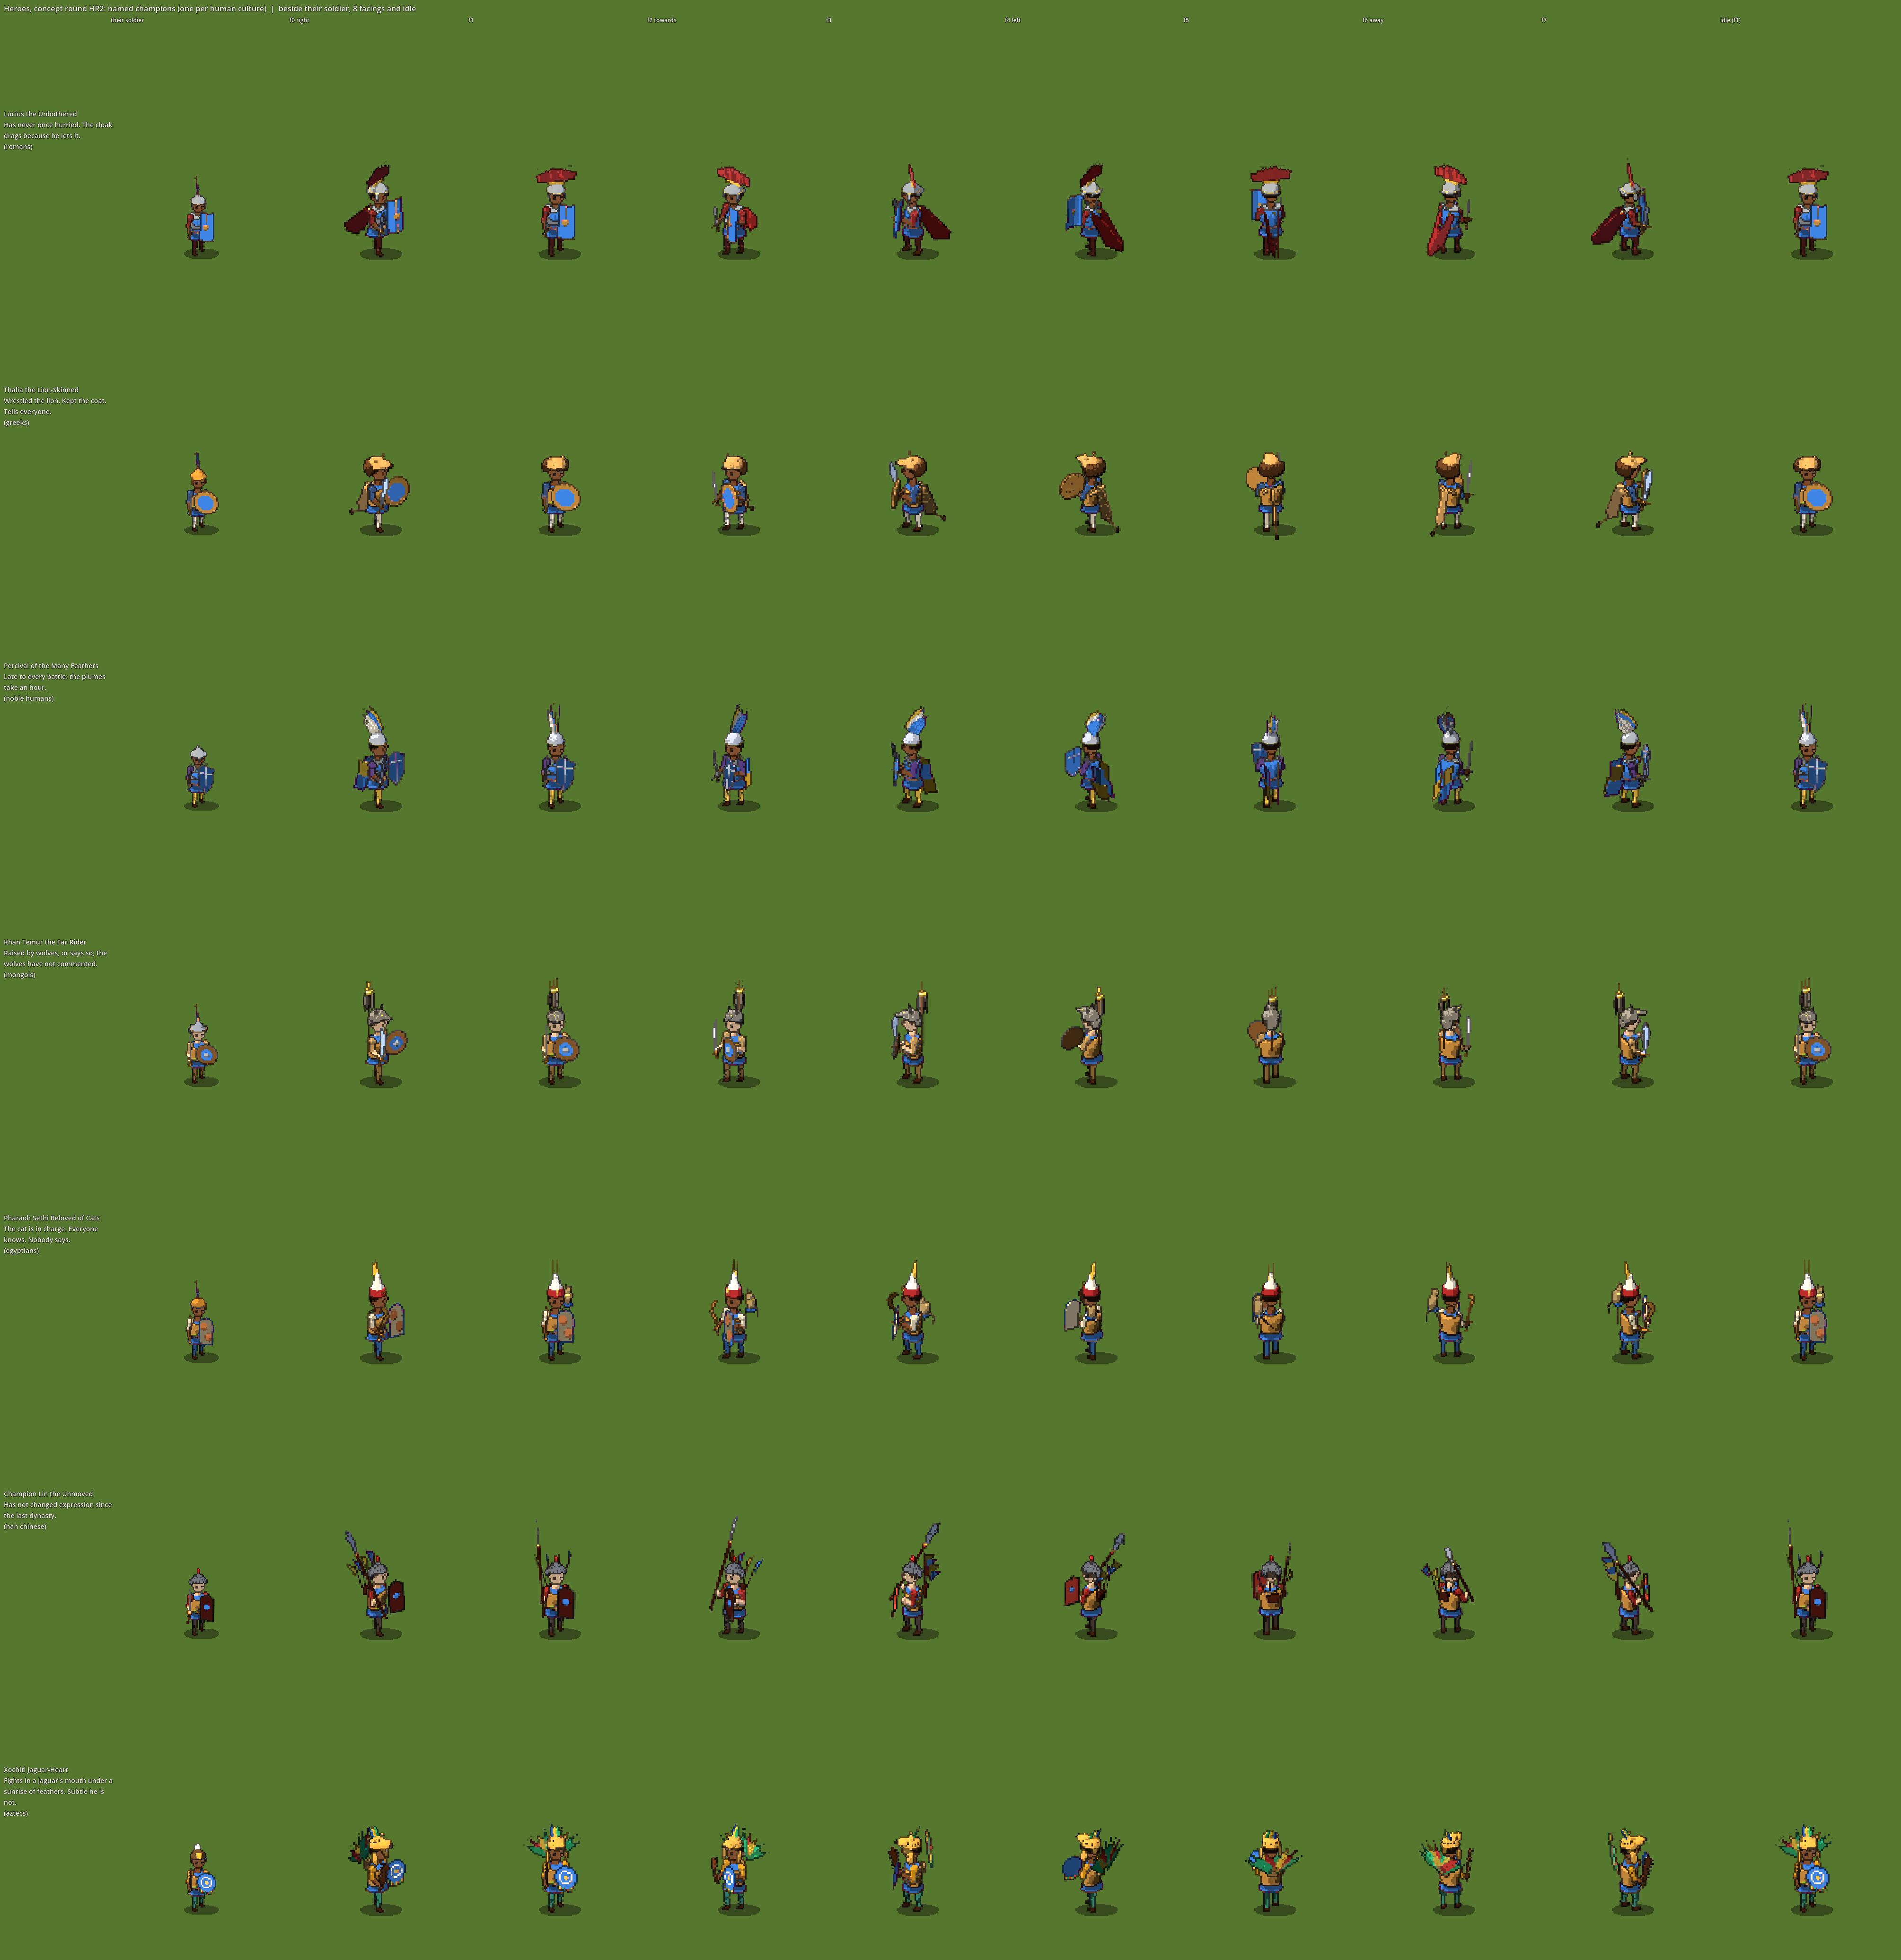 Heroes, concept round HR2: named champions (one per human culture) | beside their soldier, 8 facings and idle
their soldier f0 right f1 f2 towards f3 f4 left f5 f6 away f7 idle (f1)
Lucius the Unbothered
Has never once hurried. The cloak
drags because he lets it.
(romans)
Thalia the Lion-Skinned
Wrestled the lion. Kept the coat.
Tells everyone.
(greeks)
Percival of the Many Feathers
Late to every battle: the plumes
take an hour.
(noble humans)
Khan Temur the Far-Rider
Raised by wolves, or says so; the
wolves have not commented.
(mongols)
Pharaoh Sethi Beloved of Cats
The cat is in charge. Everyone
knows. Nobody says.
(egyptians)
Champion Lin the Unmoved
Has not changed expression since
the last dynasty.
(han chinese)
Xochitl Jaguar-Heart
Fights in a jaguar's mouth under a
sunrise of feathers. Subtle he is
not.
(aztecs)